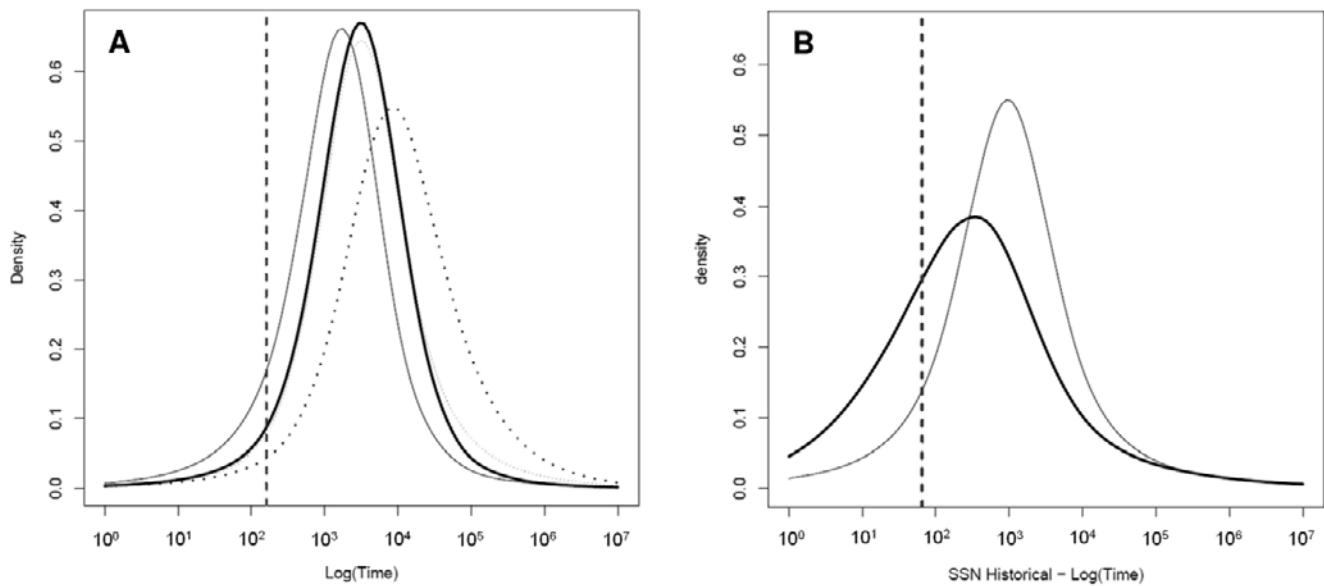 A
Density
0.0 0.1 0.2 0.3 0.4 0.5 0.6
10⁰ 10¹ 10² 10³ 10⁴ 10⁵ 10⁶ 10⁷
Log(Time)
B
density
0.0 0.1 0.2 0.3 0.4 0.5 0.6
10⁰ 10¹ 10² 10³ 10⁴ 10⁵ 10⁶ 10⁷
SSN Historical − Log(Time)